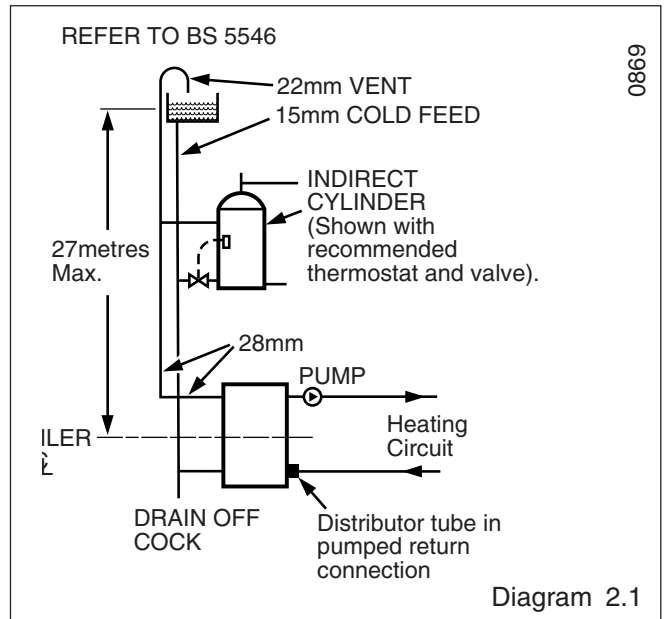 REFER TO BS 5546
0869
22mm VENT
15mm COLD FEED
INDIRECT
CYLINDER
(Shown with
recommended
thermostat and valve).
27metres
Max.
28mm
PUMP
Heating
Circuit
ILER
DRAIN OFF
COCK
Distributor tube in
pumped return
connection
Diagram 2.1